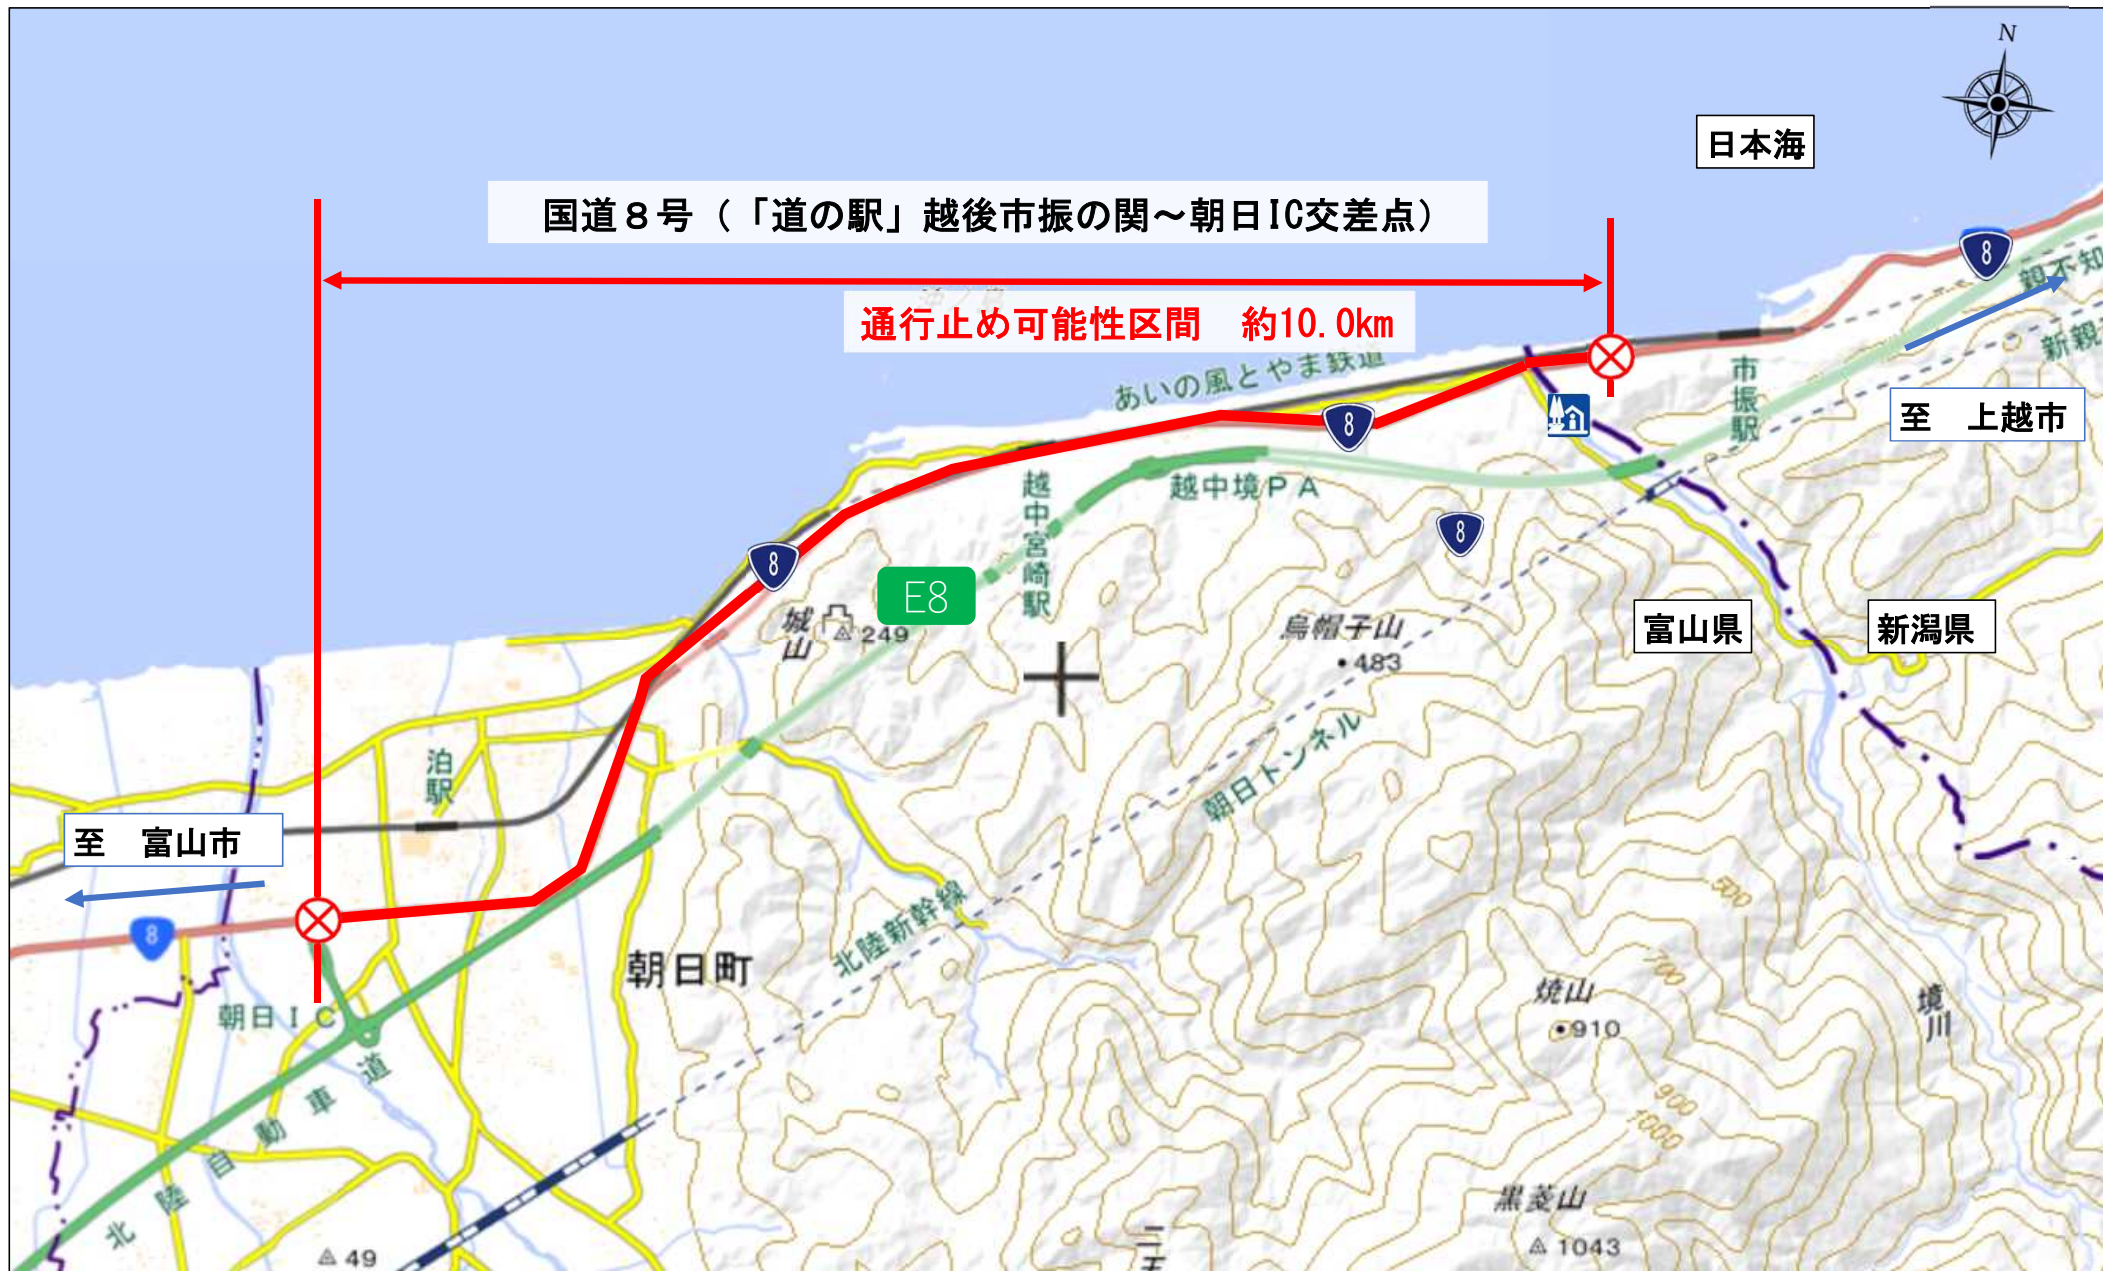 N
日本海
国道８号（「道の駅」越後市振の関～朝日IC交差点）
通行止め可能性区間　約10.0km
8
親不知
新親
あいの風とやま鉄道
8
市振駅
至　上越市
越中宮崎駅
越中境ＰＡ
8
8
E8
城山
249
烏帽子山
483
富山県
新潟県
泊駅
朝日トンネル
至　富山市
8
北陸新幹線
朝日町
朝日ＩＣ
北陸自動車道
500
700
焼山
910
境川
900
1000
黒菱山
1043
49